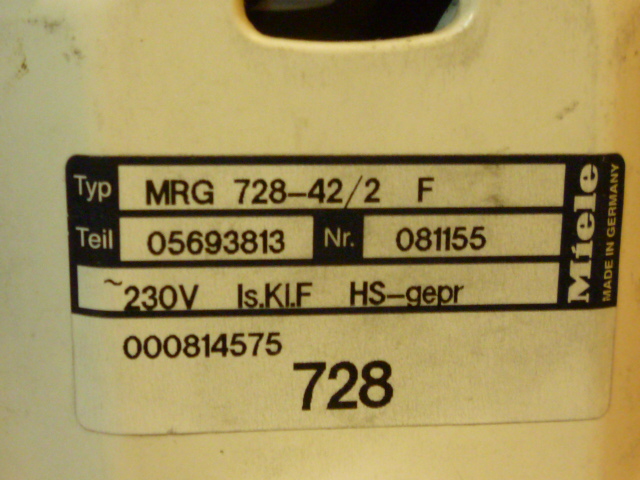 Typ MRG 728-42/2 F
Teil 05693813 Nr. 081155
~230V Is.Kl.F HS-gepr
000814575
728
Miele
MADE IN GERMANY